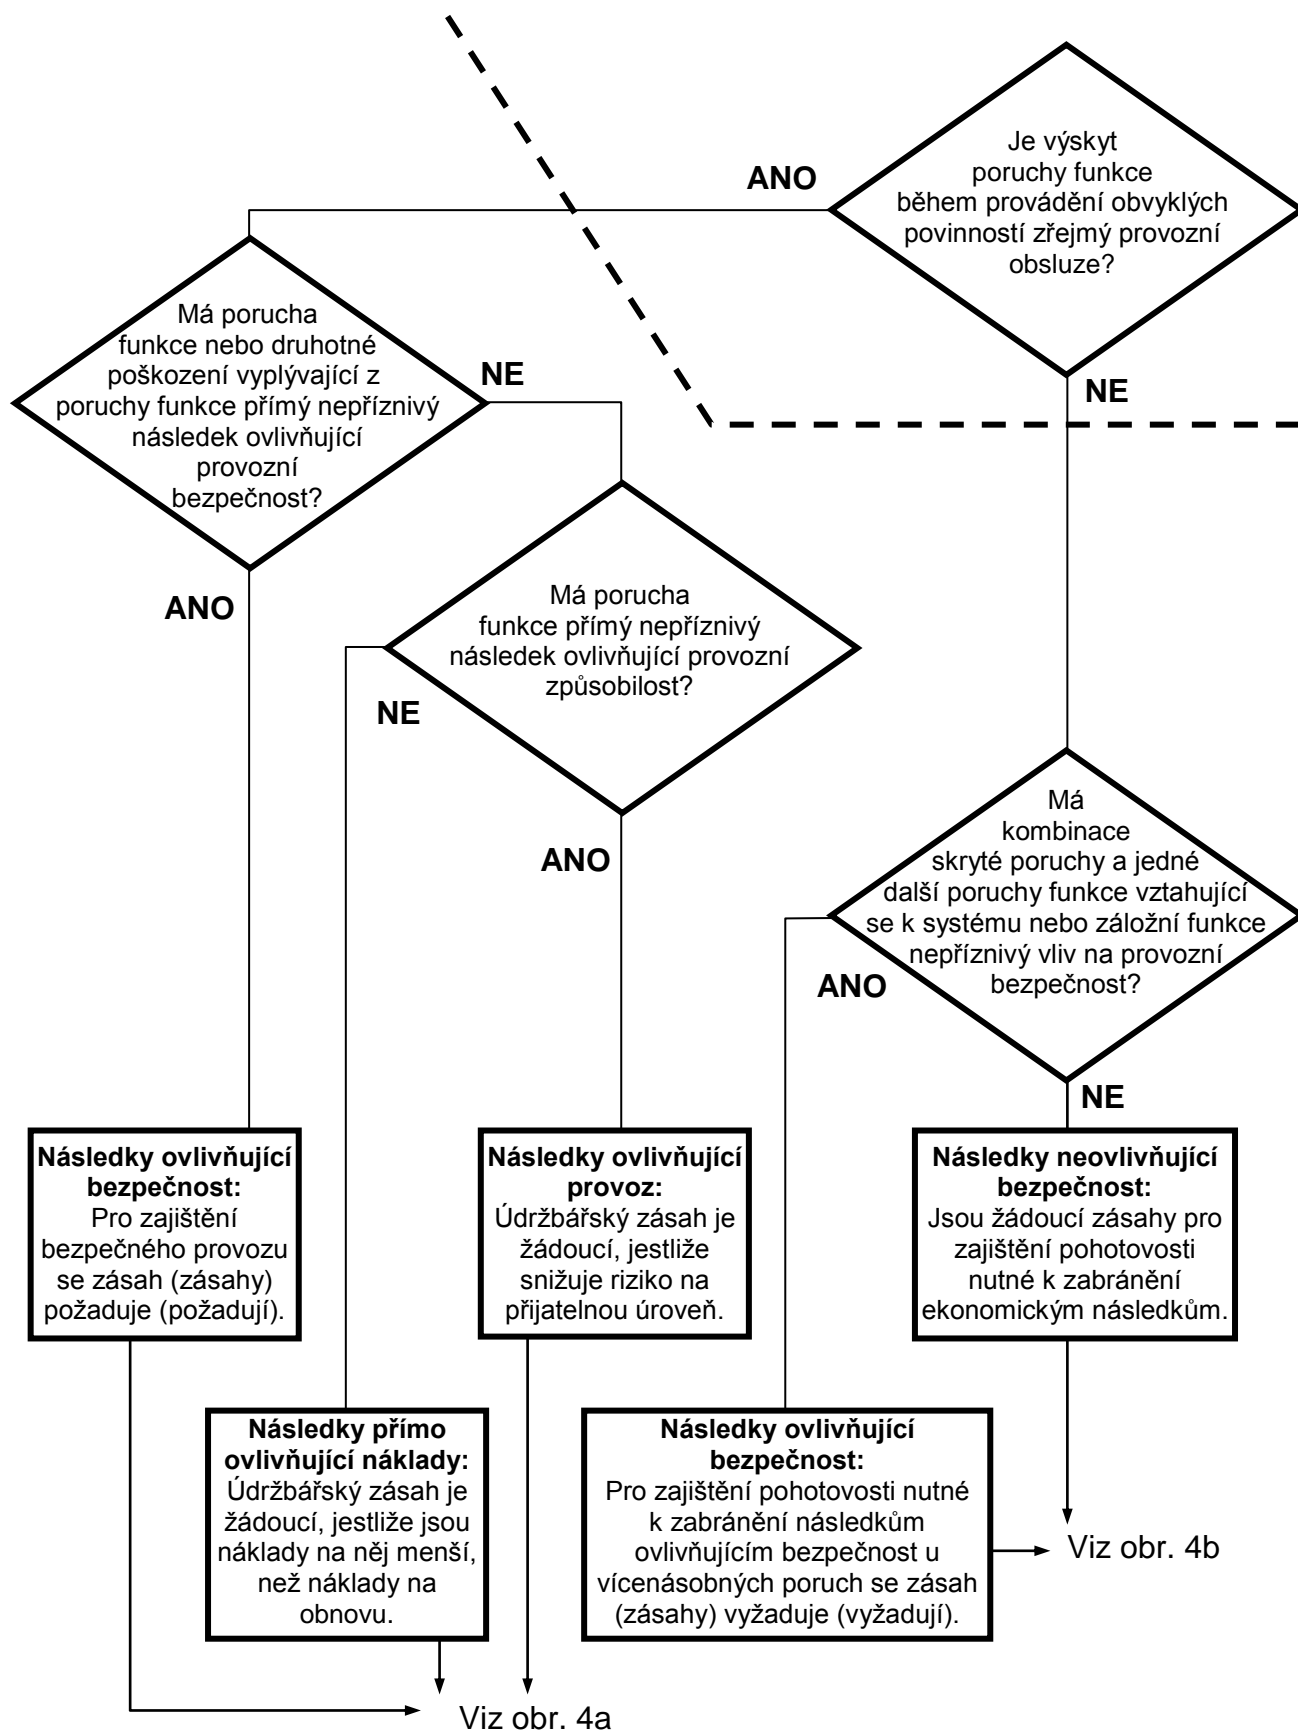 Je výskyt
poruchy funkce
během provádění obvyklých
povinností zřejmý provozní
obsluze?
ANO
NE
Má porucha
funkce nebo druhotné
poškození vyplývající z
poruchy funkce přímý nepříznivý
následek ovlivňující
provozní
bezpečnost?
NE
ANO
Má porucha
funkce přímý nepříznivý
následek ovlivňující provozní
způsobilost?
NE
ANO
Má
kombinace
skryté poruchy a jedné
další poruchy funkce vztahující
se k systému nebo záložní funkce
nepříznivý vliv na provozní
bezpečnost?
ANO
NE
Následky ovlivňující
bezpečnost:
Pro zajištění
bezpečného provozu
se zásah (zásahy)
požaduje (požadují).
Následky ovlivňující
provoz:
Údržbářský zásah je
žádoucí, jestliže
snižuje riziko na
přijatelnou úroveň.
Následky neovlivňující
bezpečnost:
Jsou žádoucí zásahy pro
zajištění pohotovosti
nutné k zabránění
ekonomickým následkům.
Následky přímo
ovlivňující náklady:
Údržbářský zásah je
žádoucí, jestliže jsou
náklady na něj menší,
než náklady na
obnovu.
Následky ovlivňující
bezpečnost:
Pro zajištění pohotovosti nutné
k zabránění následkům
ovlivňujícím bezpečnost u
vícenásobných poruch se zásah
(zásahy) vyžaduje (vyžadují).
Viz obr. 4b
Viz obr. 4a